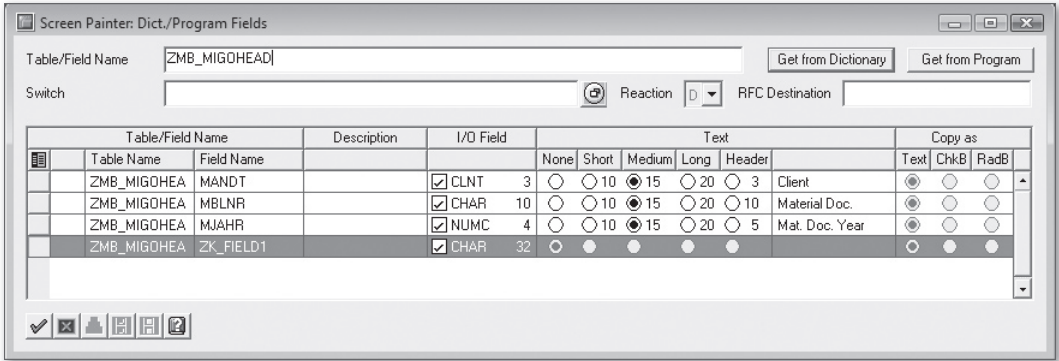 Screen Painter: Dict./Program Fields
Table/Field Name ZMB_MIGOHEAD Get from Dictionary Get from Program
Switch Reaction D RFC Destination
Table/Field Name Description I/O Field Text Copy as
Table Name Field Name None Short Medium Long Header Text ChkB RadB
ZMB_MIGOHEA MANDT CLNT 3 10 15 20 3 Client
ZMB_MIGOHEA MBLNR CHAR 10 10 15 20 10 Material Doc.
ZMB_MIGOHEA MJAHR NUMC 4 10 15 20 5 Mat. Doc. Year
ZMB_MIGOHEA ZK_FIELD1 CHAR 32